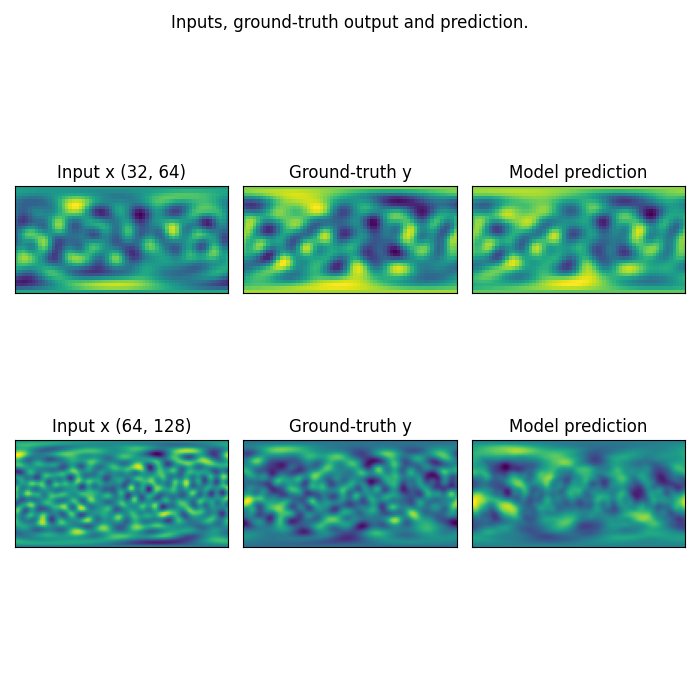 Inputs, ground-truth output and prediction.
Input x (32, 64)
Ground-truth y
Model prediction
Input x (64, 128)
Ground-truth y
Model prediction